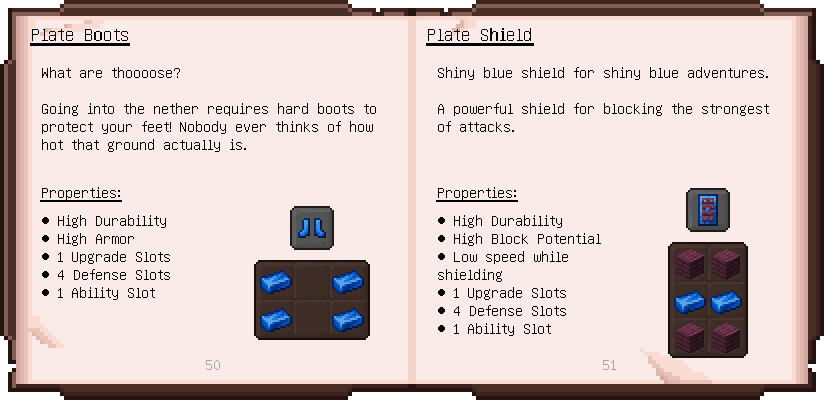 Plate Boots
What are thoooose?
Going into the nether requires hard boots to
protect your feet! Nobody ever thinks of how
hot that ground actually is.
Properties:
• High Durability
• High Armor
• 1 Upgrade Slots
• 4 Defense Slots
• 1 Ability Slot
50
Plate Shield
Shiny blue shield for shiny blue adventures.
A powerful shield for blocking the strongest
of attacks.
Properties:
• High Durability
• High Block Potential
• Low speed while
shielding
• 1 Upgrade Slots
• 4 Defense Slots
• 1 Ability Slot
51